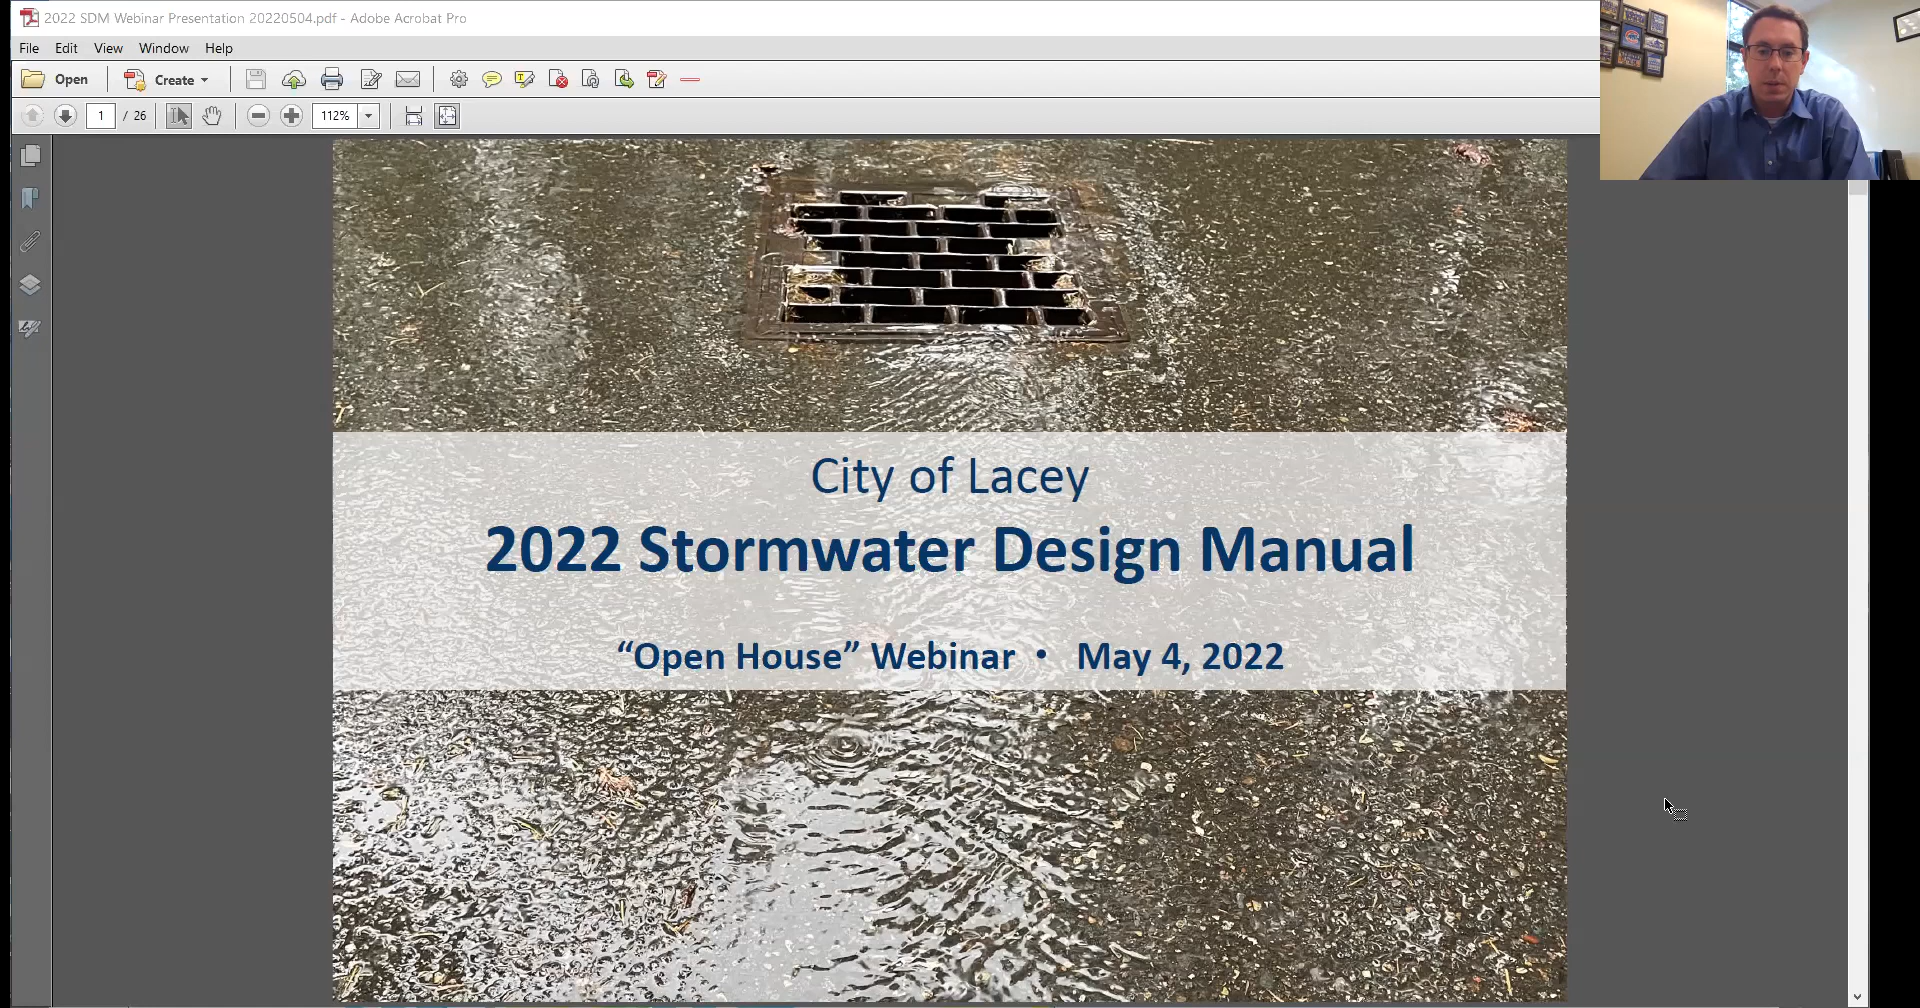 2022 SDM Webinar Presentation 20220504.pdf - Adobe Acrobat Pro
File Edit View Window Help
Open Create
1 / 26 112%
City of Lacey
2022 Stormwater Design Manual
“Open House” Webinar • May 4, 2022